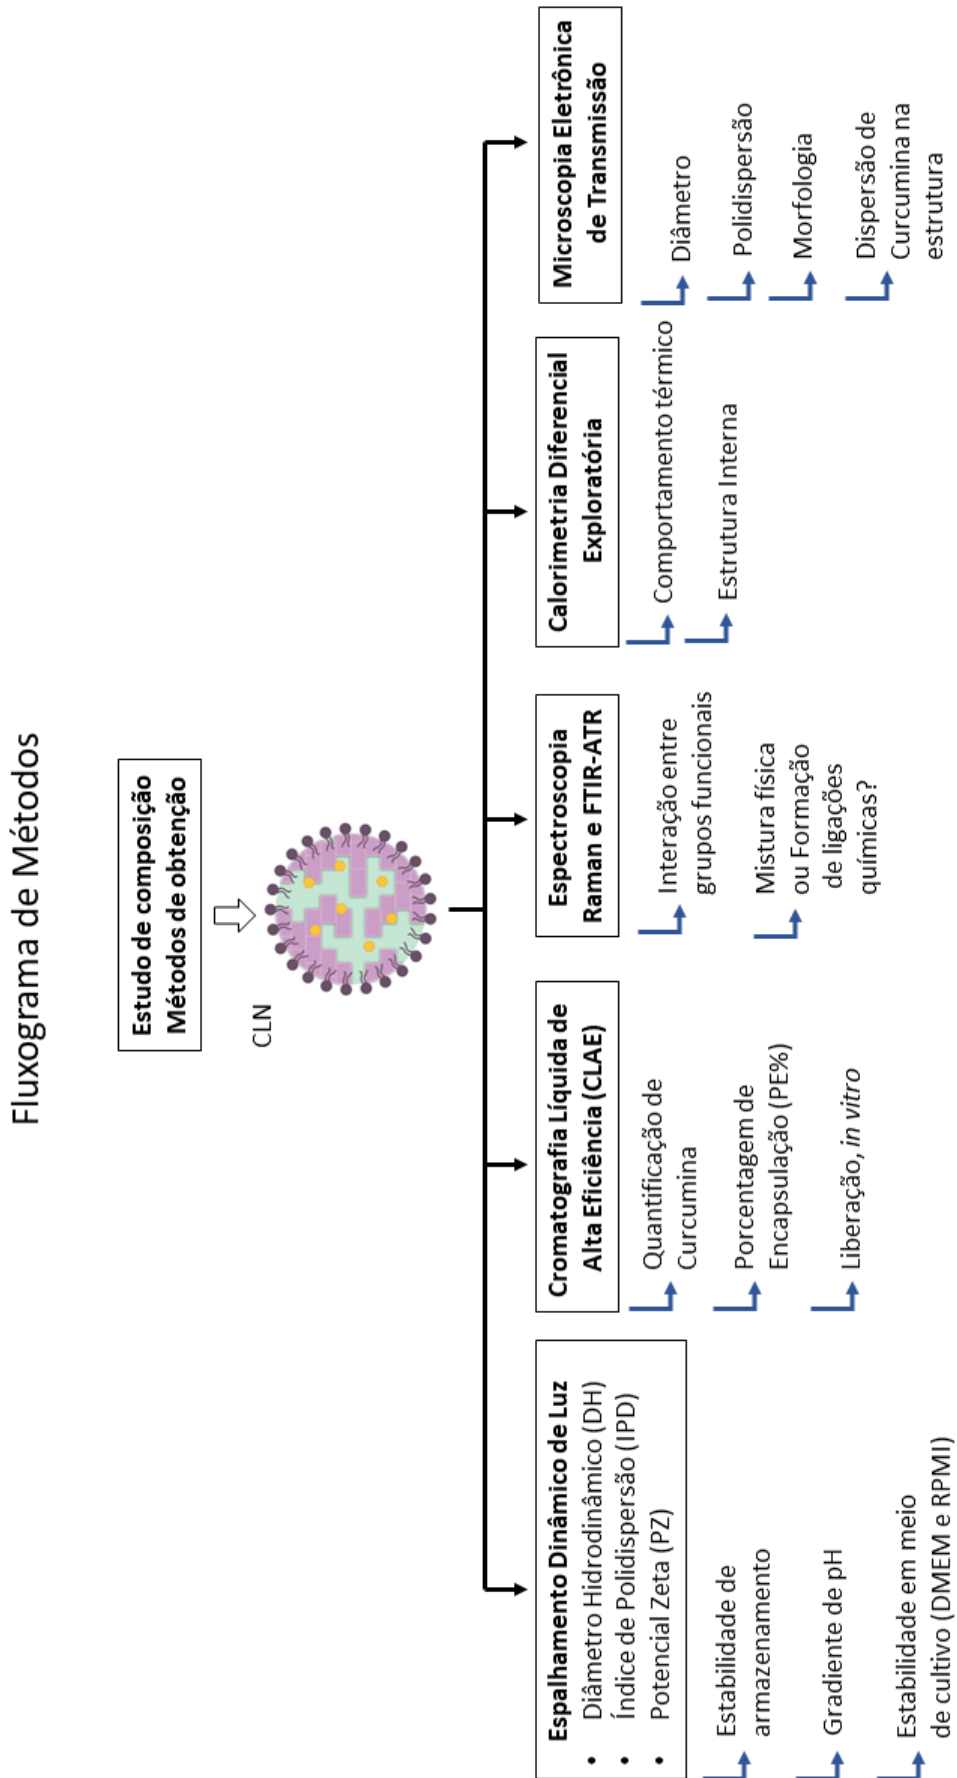 Fluxograma de Métodos
Estudo de composição
Métodos de obtenção
CLN
Espalhamento Dinâmico de Luz
• Diâmetro Hidrodinâmico (DH)
• Índice de Polidispersão (IPD)
• Potencial Zeta (PZ)
Estabilidade de
armazenamento
Gradiente de pH
Estabilidade em meio
de cultivo (DMEM e RPMI)
Cromatografia Líquida de
Alta Eficiência (CLAE)
Quantificação de
Curcumina
Porcentagem de
Encapsulação (PE%)
Liberação, in vitro
Espectroscopia
Raman e FTIR-ATR
Interação entre
grupos funcionais
Mistura física
ou Formação
de ligações
químicas?
Calorimetria Diferencial
Exploratória
Comportamento térmico
Estrutura Interna
Microscopia Eletrônica
de Transmissão
Diâmetro
Polidispersão
Morfologia
Dispersão de
Curcumina na
estrutura